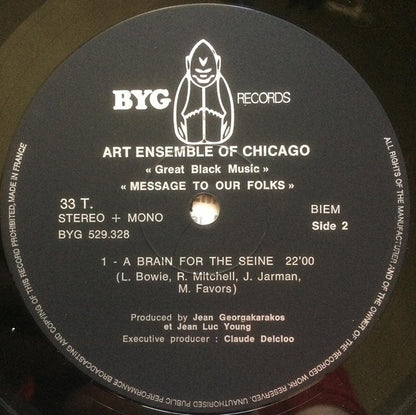 BYG RECORDS
ART ENSEMBLE OF CHICAGO
« Great Black Music »
« MESSAGE TO OUR FOLKS »
33 T.
STEREO + MONO
BYG 529.328
BIEM
Side 2
1 - A BRAIN FOR THE SEINE 22'00
(L. Bowie, R. Mitchell, J. Jarman,
M. Favors)
Produced by Jean Georgakarakos
et Jean Luc Young
Executive producer : Claude Delcloo
ALL RIGHTS OF THE MANUFACTURER AND OF THE OWNER OF THE RECORDED WORK RESERVED. UNAUTHORISED PUBLIC PERFORMANCE BROADCASTING AND COPYING OF THIS RECORD PROHIBITED, MADE IN FRANCE